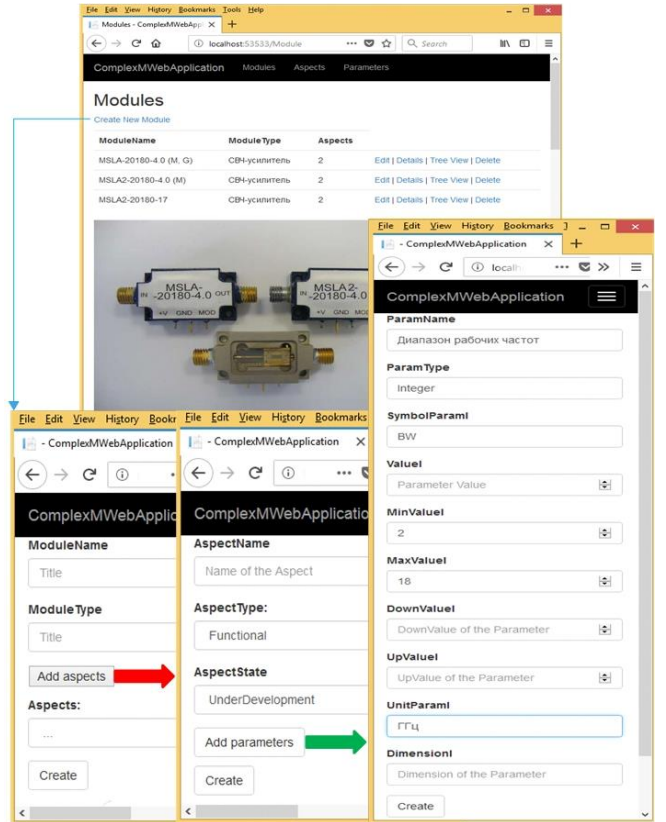 File Edit View History Bookmarks Tools Help
Modules - ComplexMWebAppl
localhost:53533/Module
Search
ComplexMWebApplication Modules Aspects Parameters
Modules
Create New Module
ModuleName ModuleType Aspects
MSLA-20180-4.0 (M, G) СВЧ-усилитель 2 Edit | Details | Tree View | Delete
MSLA2-20180-4.0 (M) СВЧ-усилитель 2 Edit | Details | Tree View | Delete
MSLA2-20180-17 СВЧ-усилитель 2 Edit | Details | Tree View | Delete
MSLA-
IN -20180-4.0 OUT
+V GND MOD
MSLA2-
IN -20180-4.0
+V GND MOD
File Edit View History Bookmarks
- ComplexMWebApplication
ComplexMWebApplic
ModuleName
Title
ModuleType
Title
Add aspects
Aspects:
...
Create
File Edit View History Bookmarks
- ComplexMWebApplication
ComplexMWebApplicatio
AspectName
Name of the Aspect
AspectType:
Functional
AspectState
UnderDevelopment
Add parameters
Create
File Edit View History Bookmarks
- ComplexMWebApplication
localh
ComplexMWebApplication
ParamName
Диапазон рабочих частот
ParamType
Integer
SymbolParamI
BW
ValueI
Parameter Value
MinValueI
2
MaxValueI
18
DownValueI
DownValue of the Parameter
UpValueI
UpValue of the Parameter
UnitParamI
ГГц
DimensionI
Dimension of the Parameter
Create